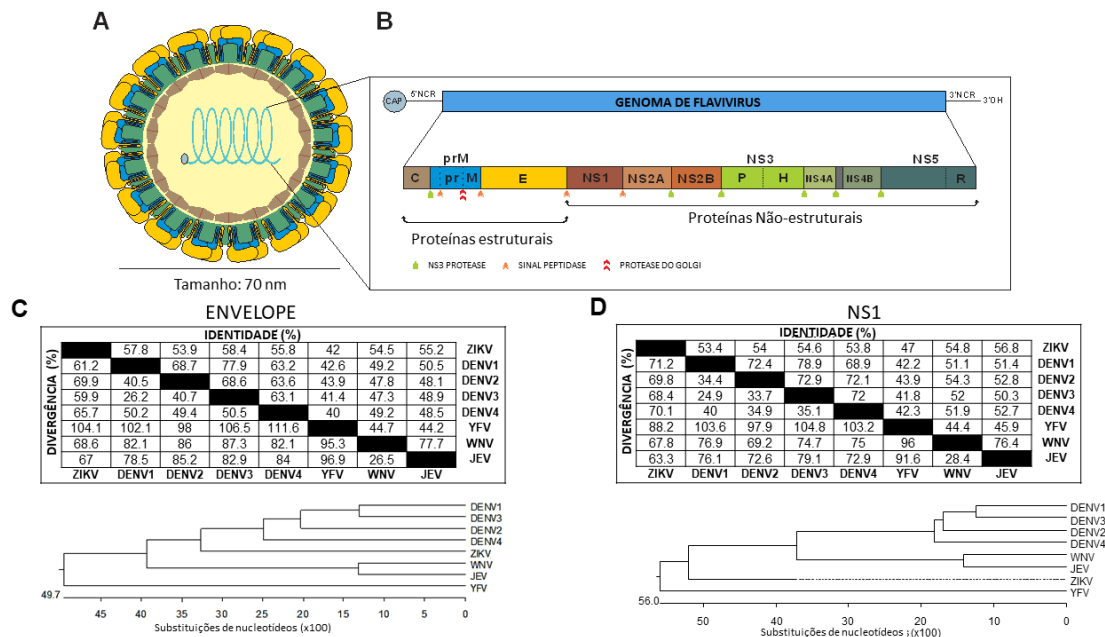 A
B
CAP
5'NCR
GENOMA DE FLAVIVIRUS
3'NCR
3'OH
prM
NS3
NS5
C
pr
M
E
NS1
NS2A
NS2B
P
H
NS4A
NS4B
R
Proteínas estruturais
Proteínas Não-estruturais
NS3 PROTEASE
SINAL PEPTIDASE
PROTEASE DO GOLGI
Tamanho: 70 nm
C
ENVELOPE
IDENTIDADE (%)
DIVERGÊNCIA (%)
57.8 53.9 58.4 55.8 42 54.5 55.2 ZIKV
61.2 68.7 77.9 63.2 42.6 49.2 50.5 DENV1
69.9 40.5 68.6 63.6 43.9 47.8 48.1 DENV2
59.9 26.2 40.7 63.1 41.4 47.3 48.9 DENV3
65.7 50.2 49.4 50.5 40 49.2 48.5 DENV4
104.1 102.1 98 106.5 111.6 44.7 44.2 YFV
68.6 82.1 86 87.3 82.1 95.3 77.7 WNV
67 78.5 85.2 82.9 84 96.9 26.5 JEV
ZIKV DENV1 DENV2 DENV3 DENV4 YFV WNV JEV
DENV1
DENV3
DENV2
DENV4
ZIKV
WNV
JEV
YFV
49.7
45 40 35 30 25 20 15 10 5 0
Substituições de nucleotídeos (x100)
D
NS1
IDENTIDADE (%)
DIVERGÊNCIA (%)
53.4 54 54.6 53.8 47 54.8 56.8 ZIKV
71.2 72.4 78.9 68.9 42.2 51.1 51.4 DENV1
69.8 34.4 72.9 72.1 43.9 54.3 52.8 DENV2
68.4 24.9 33.7 72 41.8 52 50.3 DENV3
70.1 40 34.9 35.1 42.3 51.9 52.7 DENV4
88.2 103.6 97.9 104.8 103.2 44.4 45.9 YFV
67.8 76.9 69.2 74.7 75 96 76.4 WNV
63.3 76.1 72.6 79.1 72.9 91.6 28.4 JEV
ZIKV DENV1 DENV2 DENV3 DENV4 YFV WNV JEV
DENV1
DENV3
DENV2
DENV4
WNV
JEV
ZIKV
YFV
56.0
50 40 30 20 10 0
Substituições de nucleotídeos (x100)